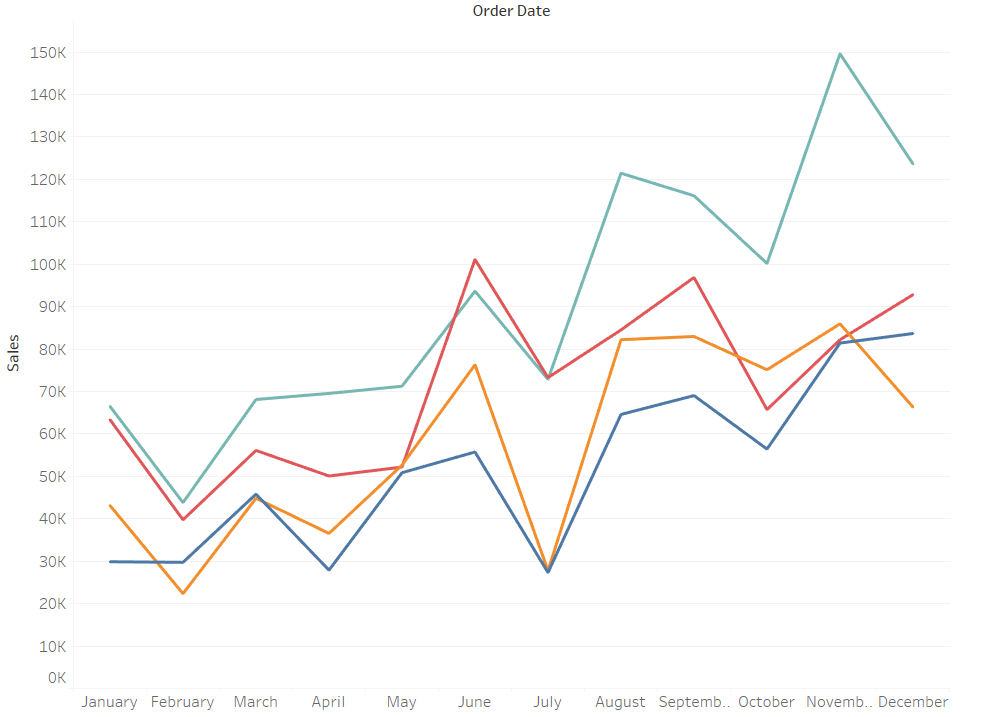 Order Date
150K
140K
130K
120K
110K
100K
90K
80K
70K
60K
50K
40K
30K
20K
10K
0K
Sales
January February March April May June July August Septemb.. October Novemb.. December